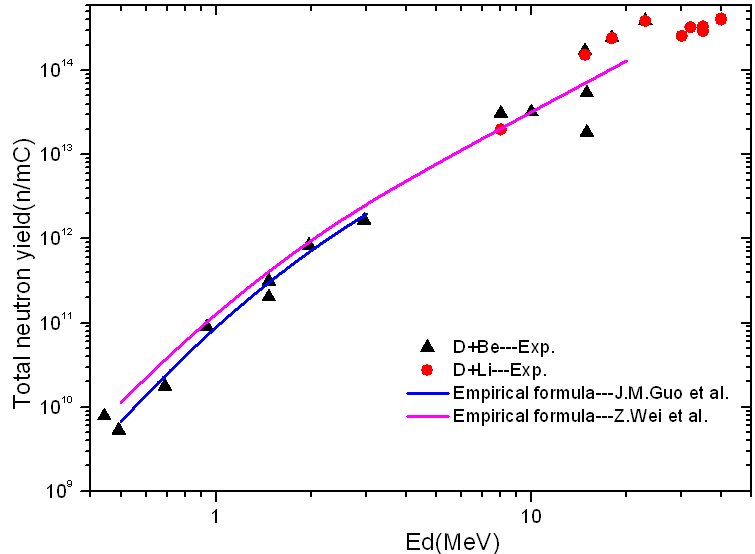 Total neutron yield(n/mC)
10^14
10^13
10^12
10^11
10^10
10^9
D+Be---Exp.
D+Li---Exp.
Empirical formula---J.M.Guo et al.
Empirical formula---Z.Wei et al.
1 10
Ed(MeV)